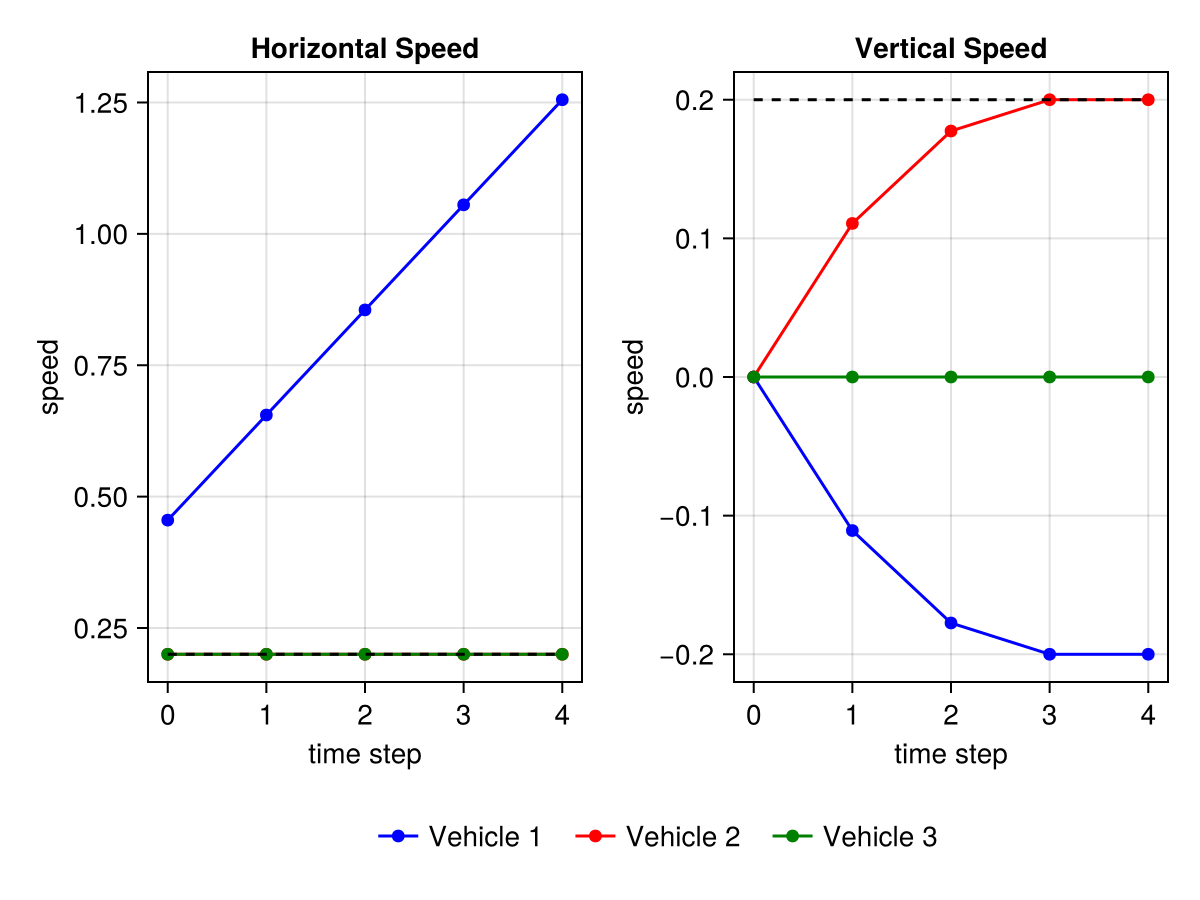 Horizontal Speed
1.25
1.00
0.75
0.50
0.25
speed
0 1 2 3 4
time step
Vertical Speed
0.2
0.1
0.0
−0.1
−0.2
speed
0 1 2 3 4
time step
Vehicle 1 Vehicle 2 Vehicle 3